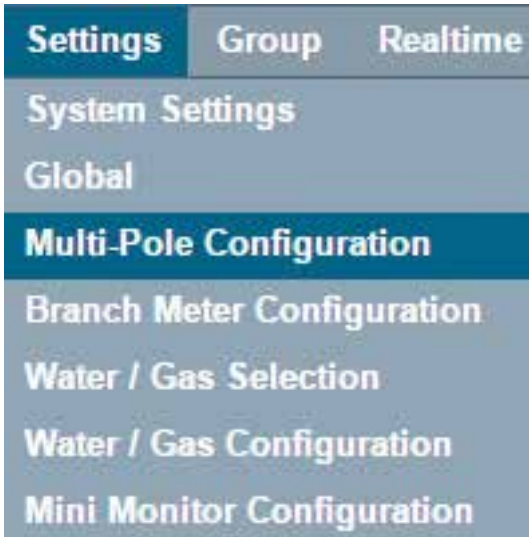 Settings Group Realtime
System Settings
Global
Multi-Pole Configuration
Branch Meter Configuration
Water / Gas Selection
Water / Gas Configuration
Mini Monitor Configuration